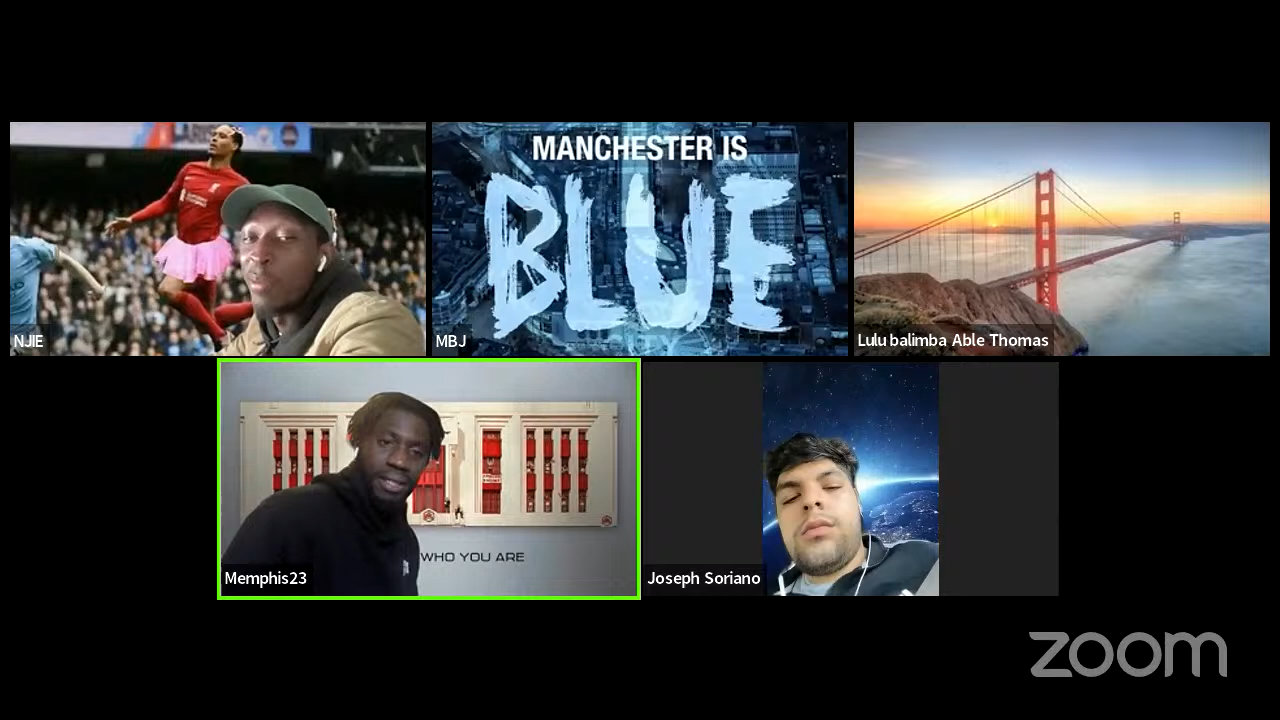 MANCHESTER IS
BLUE
NJIE
MBJ
Lulu balimba Able Thomas
WHO YOU ARE
Memphis23
Joseph Soriano
zoom